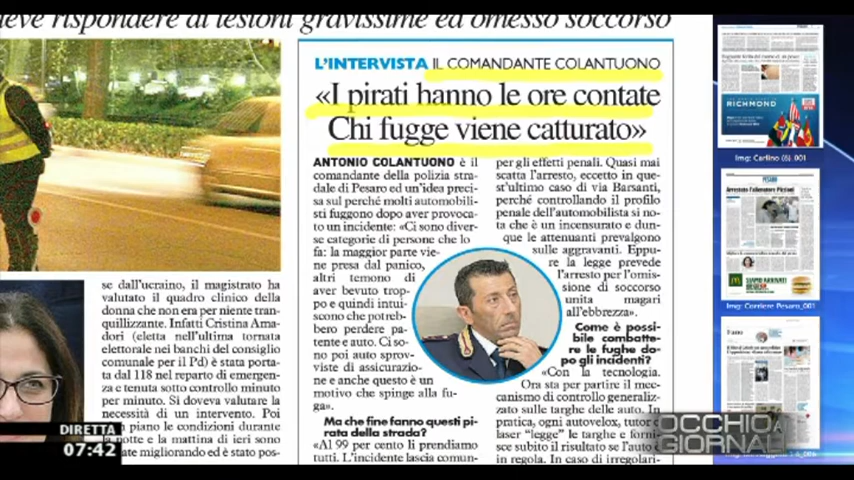 deve rispondere di lesioni gravissime ed omesso soccorso
L'INTERVISTA IL COMANDANTE COLANTUONO
«I pirati hanno le ore contate
Chi fugge viene catturato»
ANTONIO COLANTUONO è il
comandante della polizia stra-
dale di Pesaro ed un'idea preci-
sa sul perché molti automobili-
sti fuggono dopo aver provoca-
to un incidente: «Ci sono diver-
se categorie di persone che lo
fa: la maggior parte vie-
ne presa dal panico,
altri temono di
aver bevuto trop-
po e quindi intuì-
scono che potreb-
bero perdere pa-
tente e auto. Ci so-
no poi auto sprov-
viste di assicurazio-
ne e anche questo è un
motivo che spinge alla fu-
ga».
Ma che fine fanno questi pi-
rata della strada?
«Al 99 per cento li prendiamo
tutti. L'incidente lascia comun-
per gli effetti penali. Quasi mai
scatta l'arresto, eccetto in que-
st'ultimo caso di via Barsanti,
perché controllando il profilo
penale dell'automobilista si no-
ta che è un incensurato e dun-
que le attenuanti prevalgono
sulle aggravanti. Eppu-
re la legge prevede
l'arresto per l'omis-
sione di soccorso
unita magari
all'ebbrezza».
Come è possi-
bile combatte-
re le fughe do-
po gli incidenti?
«Con la tecnologia.
Ora sta per partire il mec-
canismo di controllo generaliz-
zato sulle targhe delle auto. In
pratica, ogni autovelox, tutor o
laser "legge" le targhe e forni-
sce subito il risultato se l'auto è
in regola. In caso di irregolari-
se dall'ucraino, il magistrato ha
valutato il quadro clinico della
donna che non era per niente tran-
quillizzante. Infatti Cristina Ama-
dori (eletta nell'ultima tornata
elettorale nei banchi del consiglio
comunale per il Pd) è stata porta-
ta dal 118 nel reparto di emergen-
za e tenuta sotto controllo minuto
per minuto. Si doveva valutare la
necessità di un intervento. Poi
piano piano le condizioni durante
la notte e la mattina di ieri sono
andate migliorando ed è stato pos-
RICHMOND
Img: Carlino (6)_001
PESARO
Arrestato l'allenatore Pizzioni
Img: Corriere Pesaro_001
Fano
DIRETTA
07:42
OCCHIO AI
GIORNALI